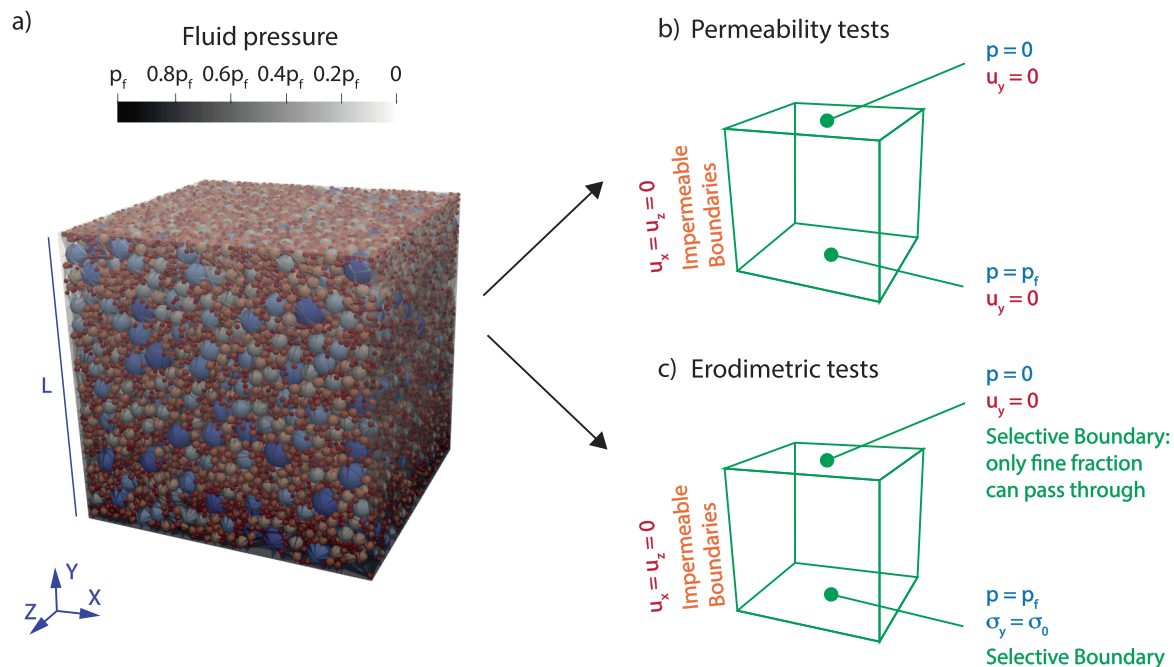 a)
Fluid pressure
p_f 0.8p_f 0.6p_f 0.4p_f 0.2p_f 0
L
Y
X
Z
b) Permeability tests
p = 0
u_y = 0
u_x = u_z = 0
Impermeable
Boundaries
p = p_f
u_y = 0
c) Erodimetric tests
p = 0
u_y = 0
Selective Boundary:
only fine fraction
can pass through
u_x = u_z = 0
Impermeable
Boundaries
p = p_f
σ_y = σ_0
Selective Boundary